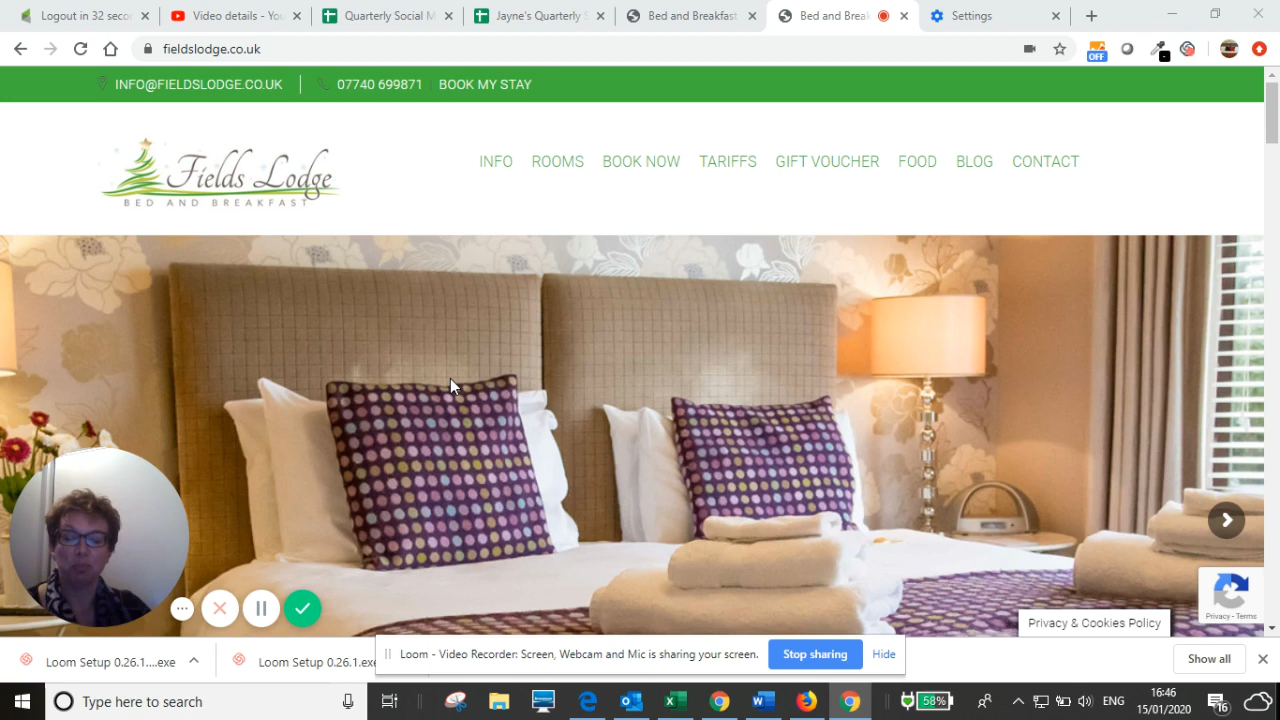 Logout in 32 secor
Video details - You
Quarterly Social M
Jayne's Quarterly S
Bed and Breakfast
Bed and Brea
Settings
fieldslodge.co.uk
OFF
INFO@FIELDSLODGE.CO.UK
07740 699871
BOOK MY STAY
Fields Lodge
BED AND BREAKFAST
INFO ROOMS BOOK NOW TARIFFS GIFT VOUCHER FOOD BLOG CONTACT
Privacy - Terms
Privacy & Cookies Policy
Loom Setup 0.26.1....exe
Loom Setup 0.26.1.exe
Loom - Video Recorder: Screen, Webcam and Mic is sharing your screen.
Stop sharing
Hide
Show all
Type here to search
58%
ENG
16:46
15/01/2020
16